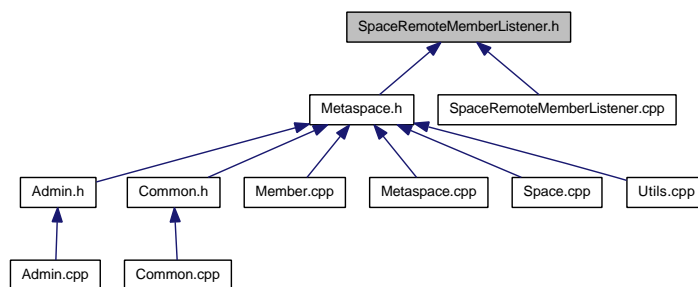 SpaceRemoteMemberListener.h
Metaspace.h
SpaceRemoteMemberListener.cpp
Admin.h
Common.h
Member.cpp
Metaspace.cpp
Space.cpp
Utils.cpp
Admin.cpp
Common.cpp